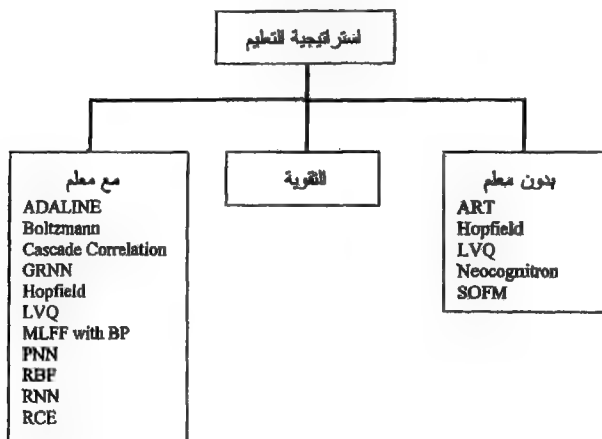 استراتيجية التعليم
مع معلم
ADALINE
Boltzmann
Cascade Correlation
GRNN
Hopfield
LVQ
MLFF with BP
PNN
RBF
RNN
RCE
التقوية
بدون معلم
ART
Hopfield
LVQ
Neocognitron
SOFM